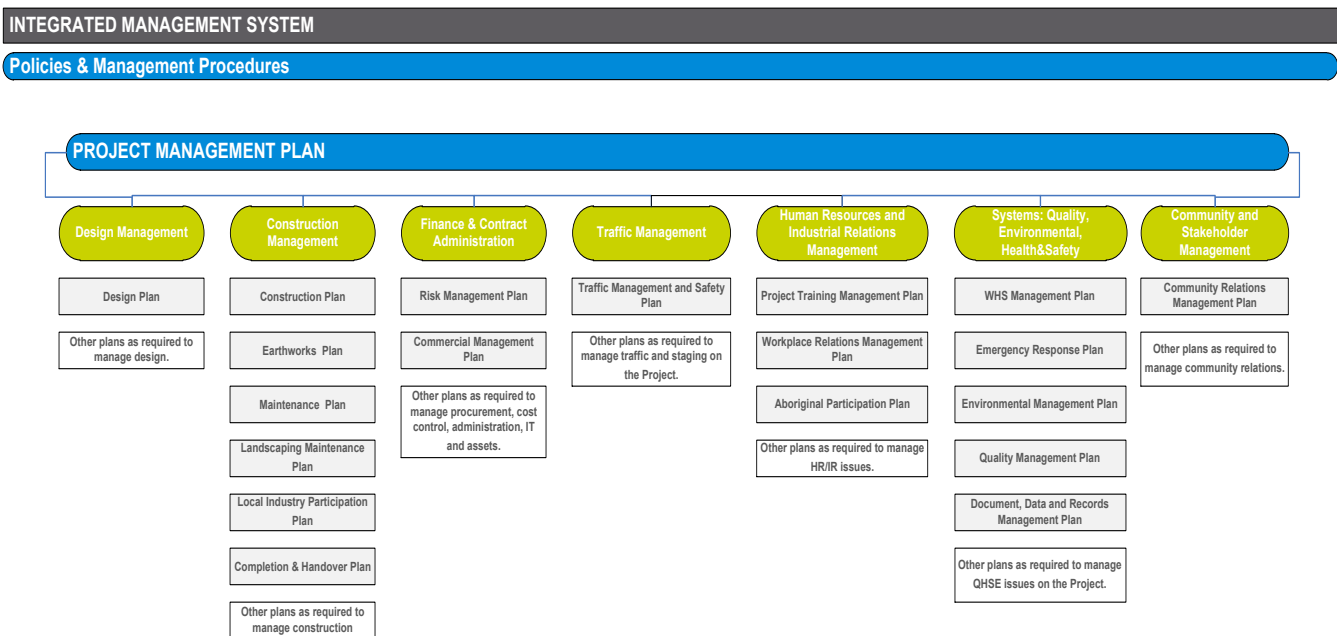 INTEGRATED MANAGEMENT SYSTEM
Policies & Management Procedures
PROJECT MANAGEMENT PLAN
Design Management
Design Plan
Other plans as required to
manage design.
Construction
Management
Construction Plan
Earthworks Plan
Maintenance Plan
Landscaping Maintenance
Plan
Local Industry Participation
Plan
Completion & Handover Plan
Other plans as required to
manage construction
Finance & Contract
Administration
Risk Management Plan
Commercial Management
Plan
Other plans as required to
manage procurement, cost
control, administration, IT
and assets.
Traffic Management
Traffic Management and Safety
Plan
Other plans as required to
manage traffic and staging on
the Project.
Human Resources and
Industrial Relations
Management
Project Training Management Plan
Workplace Relations Management
Plan
Aboriginal Participation Plan
Other plans as required to manage
HR/IR issues.
Systems: Quality,
Environmental,
Health&Safety
WHS Management Plan
Emergency Response Plan
Environmental Management Plan
Quality Management Plan
Document, Data and Records
Management Plan
Other plans as required to manage
QHSE issues on the Project.
Community and
Stakeholder
Management
Community Relations
Management Plan
Other plans as required to
manage community relations.